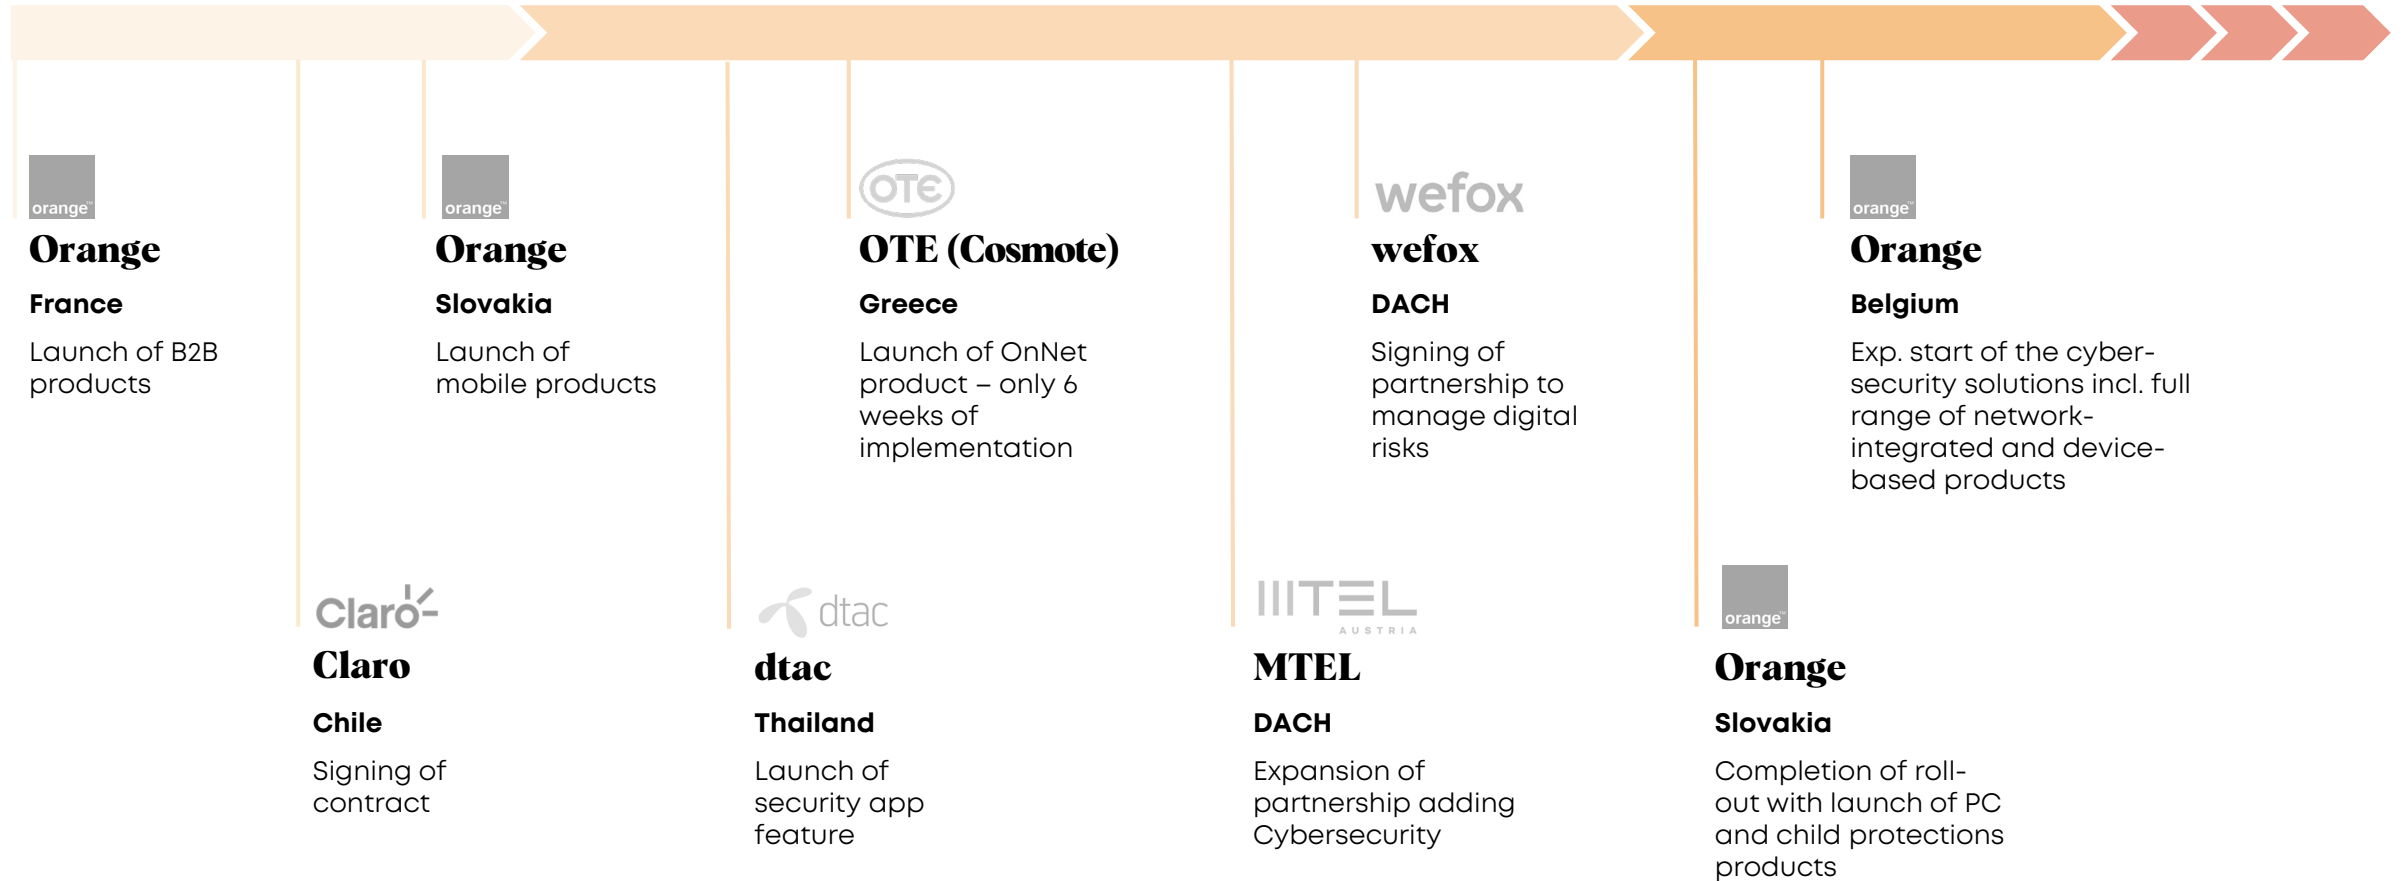 orange™
Orange
France
Launch of B2B
products
Claro
Claro
Chile
Signing of
contract
orange™
Orange
Slovakia
Launch of
mobile products
dtac
dtac
Thailand
Launch of
security app
feature
OTE
OTE (Cosmote)
Greece
Launch of OnNet
product – only 6
weeks of
implementation
MTEL
AUSTRIA
MTEL
DACH
Expansion of
partnership adding
Cybersecurity
wefox
wefox
DACH
Signing of
partnership to
manage digital
risks
orange™
Orange
Slovakia
Completion of roll-
out with launch of PC
and child protections
products
orange™
Orange
Belgium
Exp. start of the cyber-
security solutions incl. full
range of network-
integrated and device-
based products